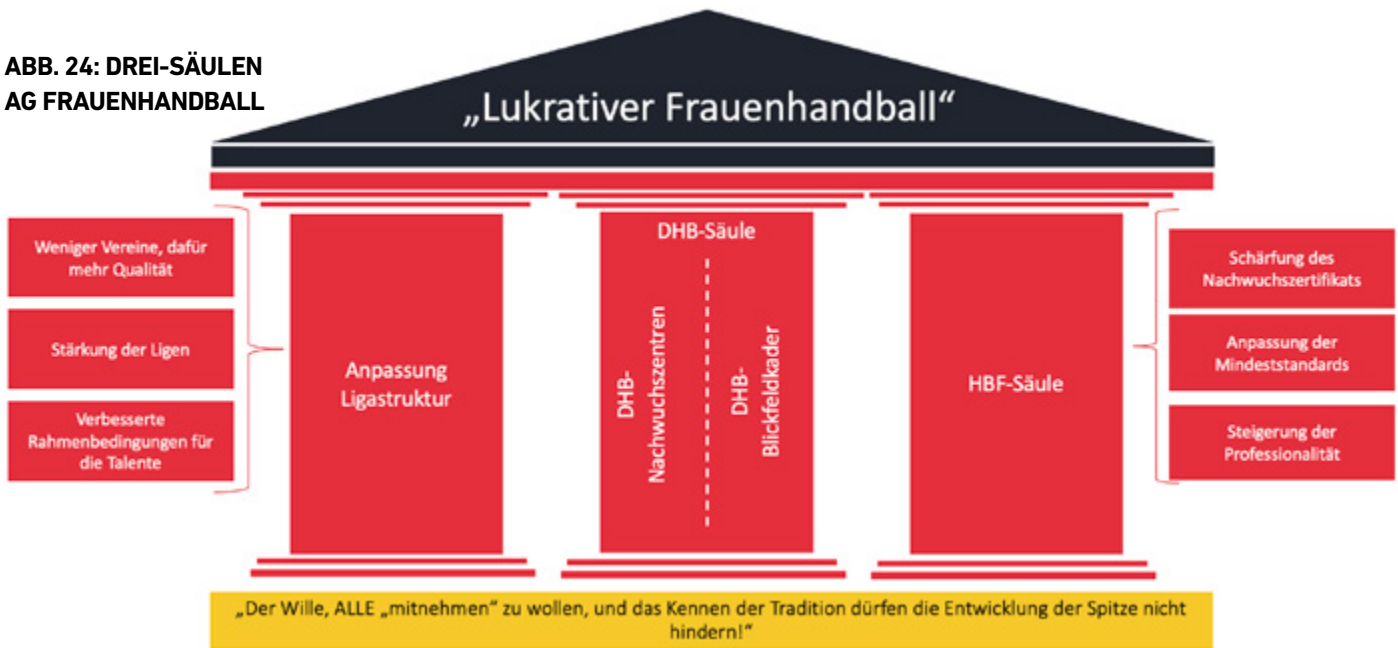 ABB. 24: DREI-SÄULEN
AG FRAUENHANDBALL
„Lukrativer Frauenhandball“
Weniger Vereine, dafür
mehr Qualität
Stärkung der Ligen
Verbesserte
Rahmenbedingungen für
die Talente
Anpassung
Ligastruktur
DHB-Säule
DHB-
Nachwuchszentren
DHB-
Blickfeldkader
HBF-Säule
Schärfung des
Nachwuchszertifikats
Anpassung der
Mindeststandards
Steigerung der
Professionalität
„Der Wille, ALLE „mitnehmen“ zu wollen, und das Kennen der Tradition dürfen die Entwicklung der Spitze nicht
hindern!“